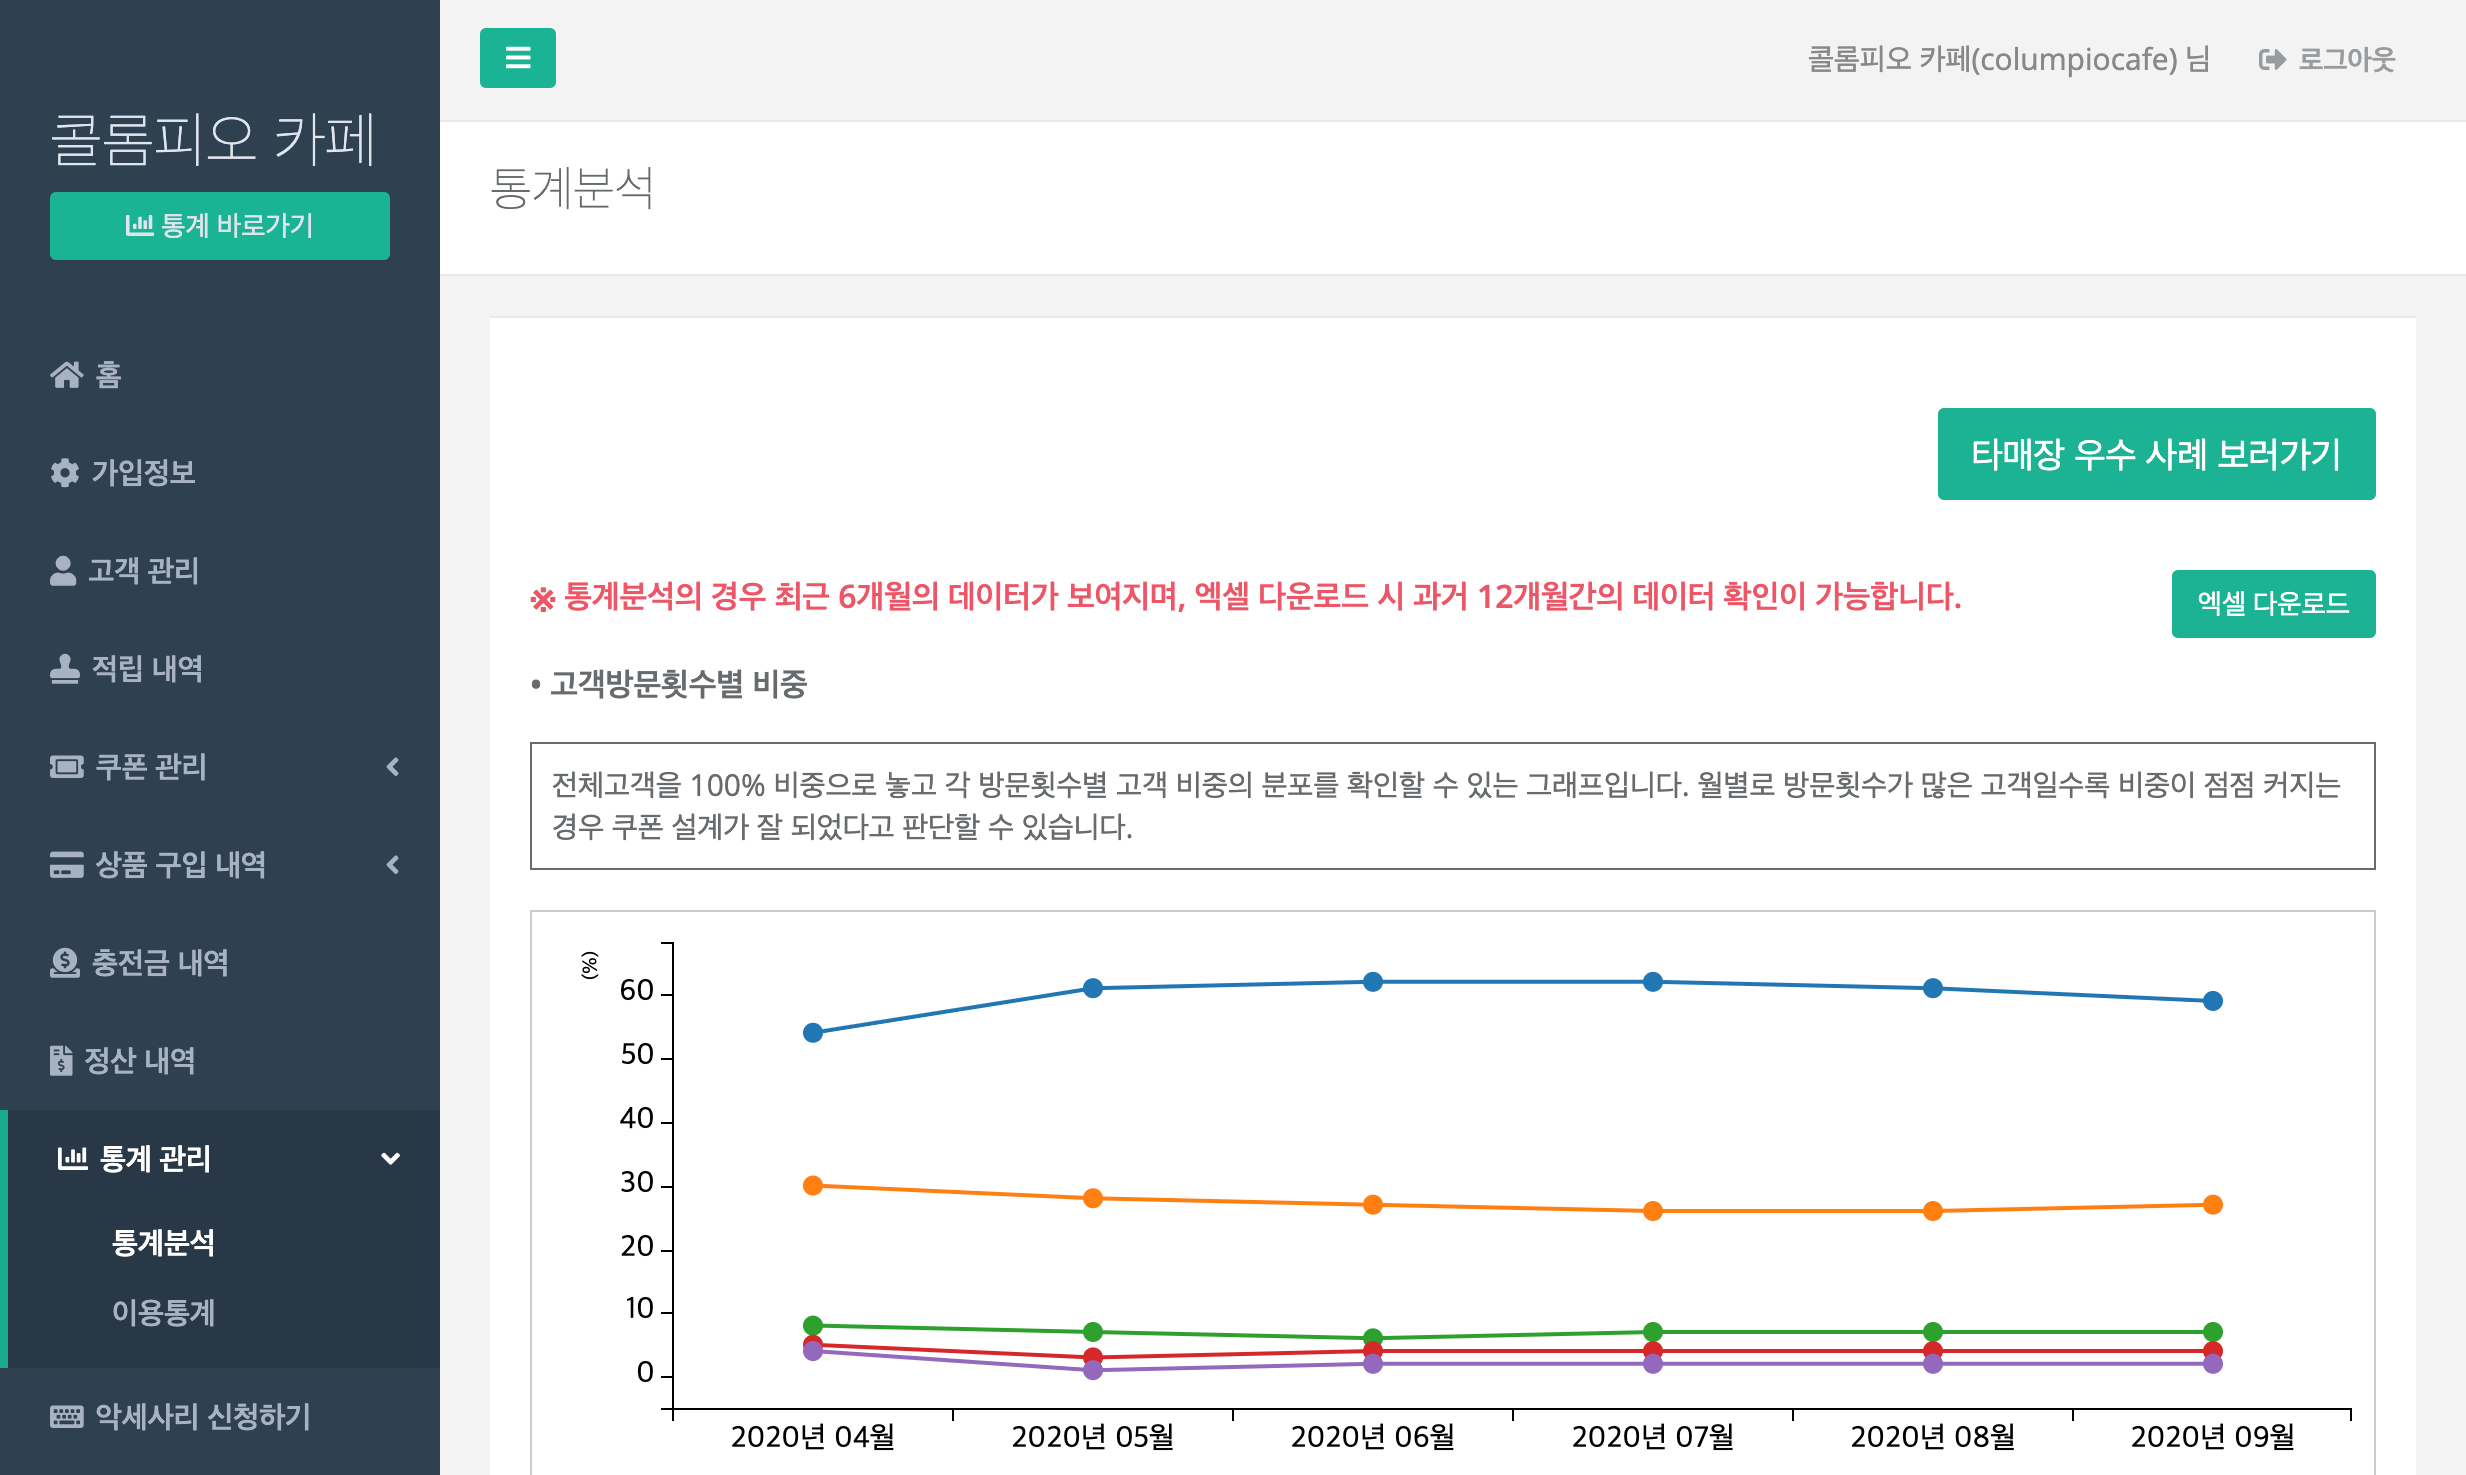 콜롬피오 카페
통계 바로가기
홈
가입정보
고객 관리
적립 내역
쿠폰 관리
상품 구입 내역
충전금 내역
정산 내역
통계 관리
통계분석
이용통계
악세사리 신청하기
콜롬피오 카페(columpiocafe) 님
로그아웃
통계분석
타매장 우수 사례 보러가기
※ 통계분석의 경우 최근 6개월의 데이터가 보여지며, 엑셀 다운로드 시 과거 12개월간의 데이터 확인이 가능합니다.
엑셀 다운로드
• 고객방문횟수별 비중
전체고객을 100% 비중으로 놓고 각 방문횟수별 고객 비중의 분포를 확인할 수 있는 그래프입니다. 월별로 방문횟수가 많은 고객일수록 비중이 점점 커지는
경우 쿠폰 설계가 잘 되었다고 판단할 수 있습니다.
(%)
60
50
40
30
20
10
0
2020년 04월 2020년 05월 2020년 06월 2020년 07월 2020년 08월 2020년 09월